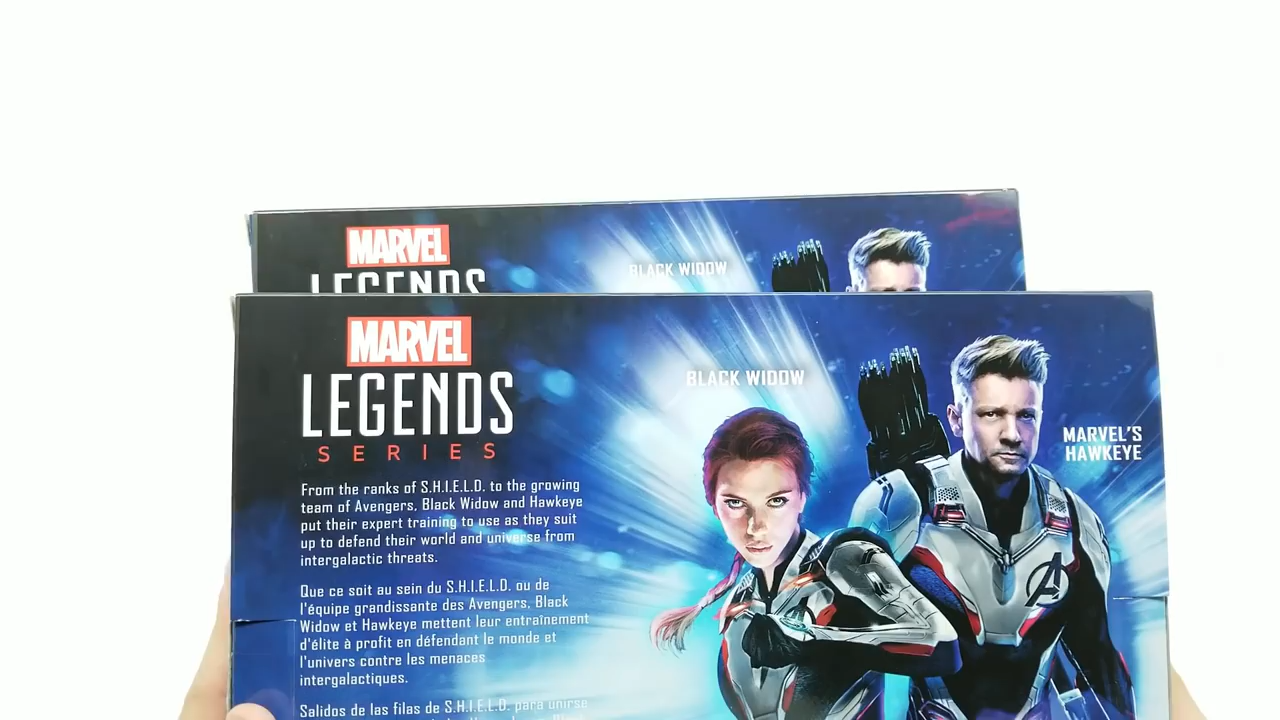 MARVEL
LEGENDS
BLACK WIDOW
MARVEL
LEGENDS
SERIES
BLACK WIDOW
MARVEL'S
HAWKEYE
From the ranks of S.H.I.E.L.D. to the growing
team of Avengers, Black Widow and Hawkeye
put their expert training to use as they suit
up to defend their world and universe from
intergalactic threats.
Que ce soit au sein du S.H.I.E.L.D. ou de
l'équipe grandissante des Avengers, Black
Widow et Hawkeye mettent leur entraînement
d'élite à profit en défendant le monde et
l'univers contre les menaces
intergalactiques.
Salidos de las filas de S.H.I.E.L.D. para unirse